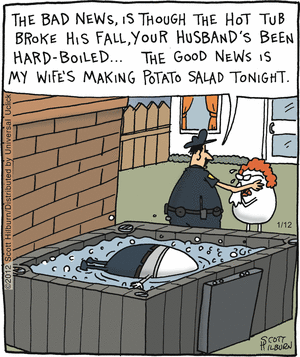 THE BAD NEWS, IS THOUGH THE HOT TUB
BROKE HIS FALL, YOUR HUSBAND'S BEEN
HARD-BOILED... THE GOOD NEWS IS
MY WIFE'S MAKING POTATO SALAD TONIGHT.
©2012 Scott Hilburn/Distributed by Universal Uclick
1/12
SCOTT
HILBURN